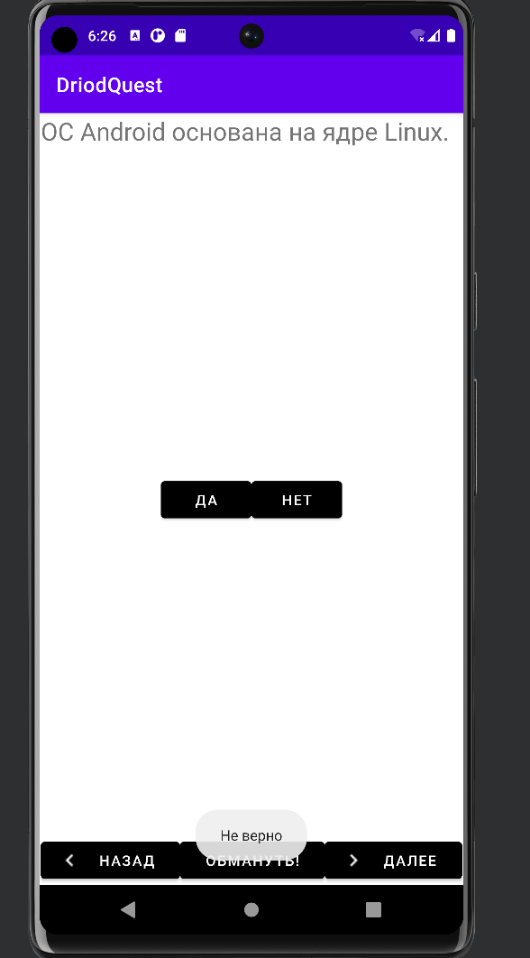 6:26
DriodQuest
ОС Android основана на ядре Linux.
ДА
НЕТ
Не верно
НАЗАД
ОБМАНУТЬ!
ДАЛЕЕ